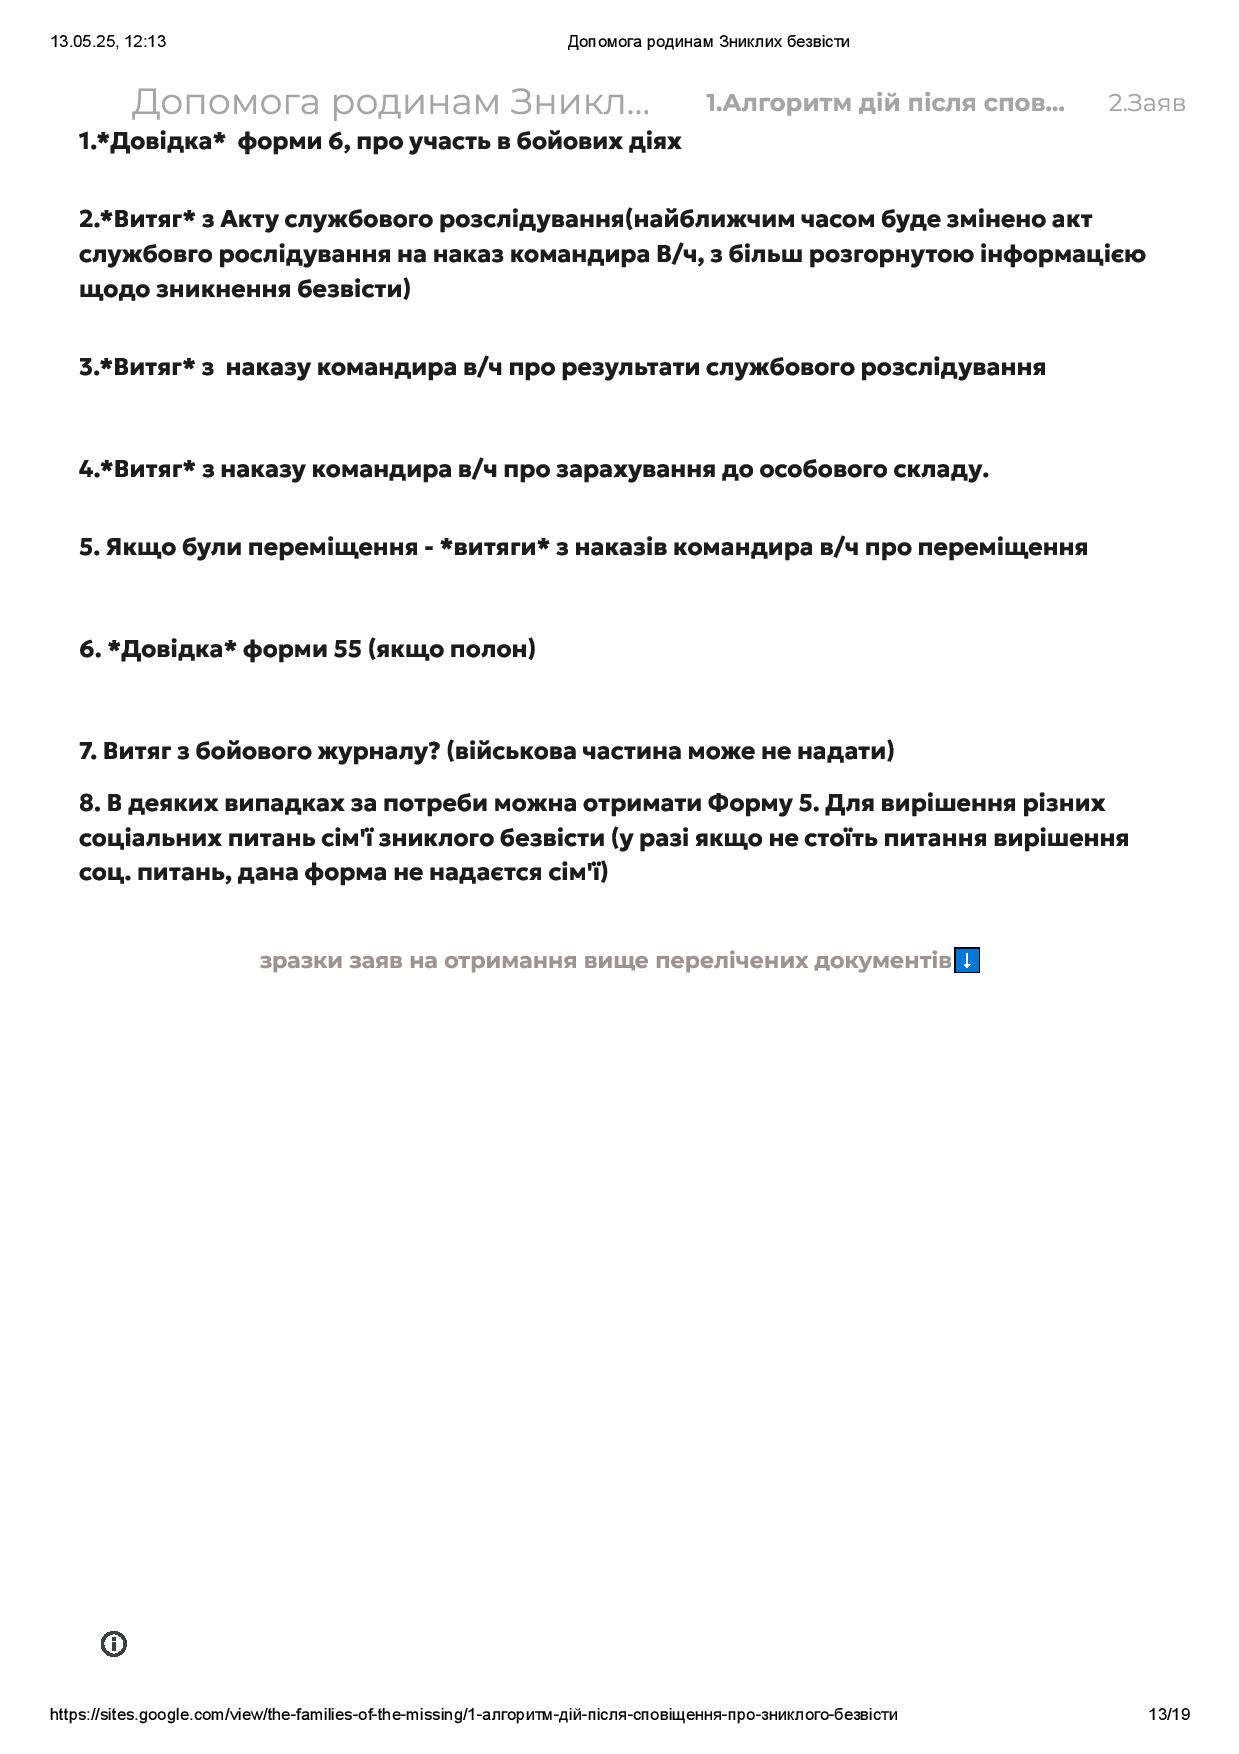 13.05.25, 12:13
Допомога родинам Зниклих безвісти
Допомога родинам Зникл...
1.Алгоритм дій після спов...
2.Заяв
1.*Довідка*  форми 6, про участь в бойових діях
2.*Витяг* з Акту службового розслідування(найближчим часом буде змінено акт
службовго рослідування на наказ командира В/ч, з більш розгорнутою інформацією
щодо зникнення безвісти)
3.*Витяг* з  наказу командира в/ч про результати службового розслідування
4.*Витяг* з наказу командира в/ч про зарахування до особового складу.
5. Якщо були переміщення - *витяги* з наказів командира в/ч про переміщення
6. *Довідка* форми 55 (якщо полон)
7. Витяг з бойового журналу? (військова частина може не надати)
8. В деяких випадках за потреби можна отримати Форму 5. Для вирішення різних
соціальних питань сім'ї зниклого безвісти (у разі якщо не стоїть питання вирішення
соц. питань, дана форма не надаєтся сім'ї)
зразки заяв на отримання вище перелічених документів⬇️
https://sites.google.com/view/the-families-of-the-missing/1-алгоритм-дій-після-сповіщення-про-зниклого-безвісти
13/19